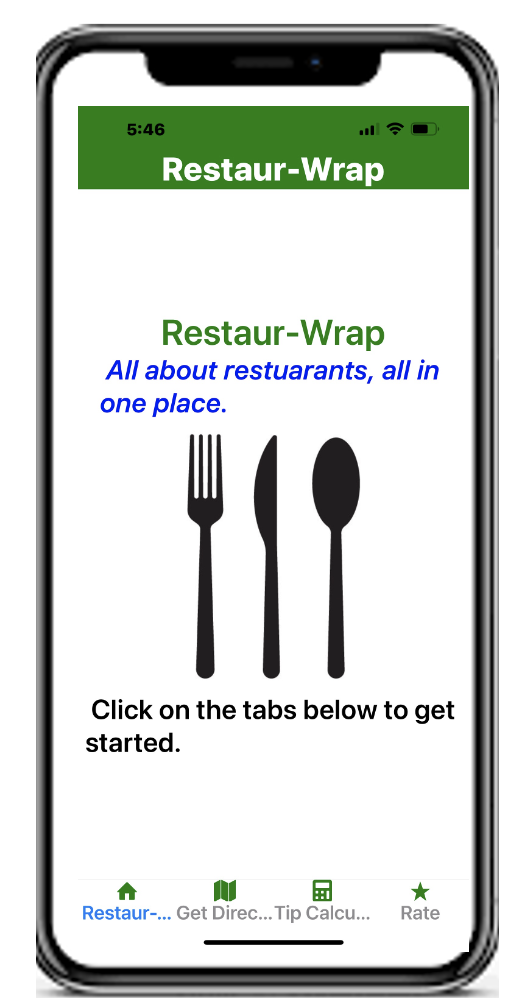 5:46
Restaur-Wrap
Restaur-Wrap
All about restuarants, all in
one place.
Click on the tabs below to get
started.
Restaur-... Get Direc... Tip Calcu... Rate